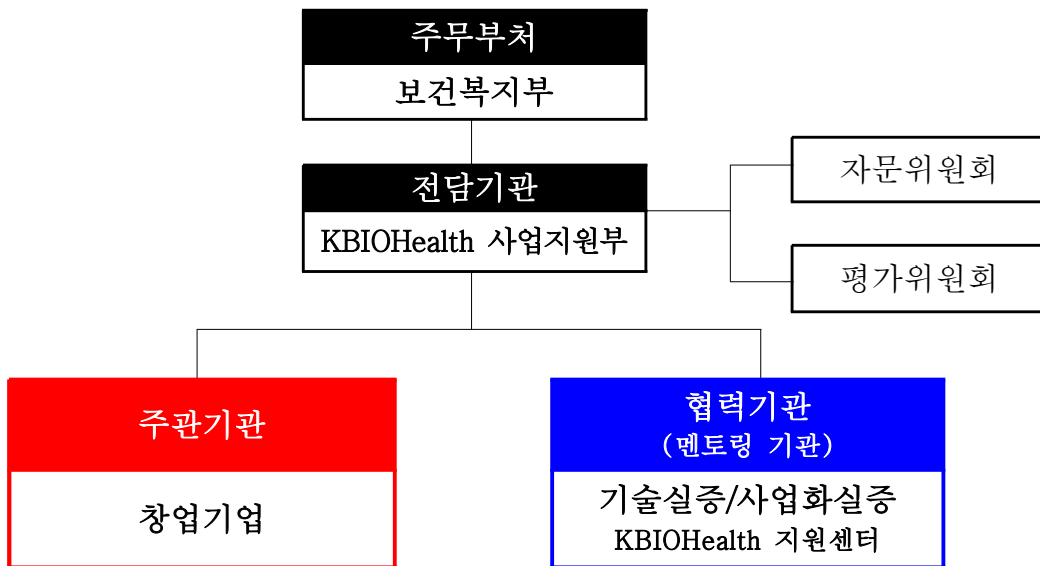 주무부처
보건복지부
전담기관
KBIOHealth 사업지원부
자문위원회
평가위원회
주관기관
창업기업
협력기관
(멘토링 기관)
기술실증/사업화실증
KBIOHealth 지원센터